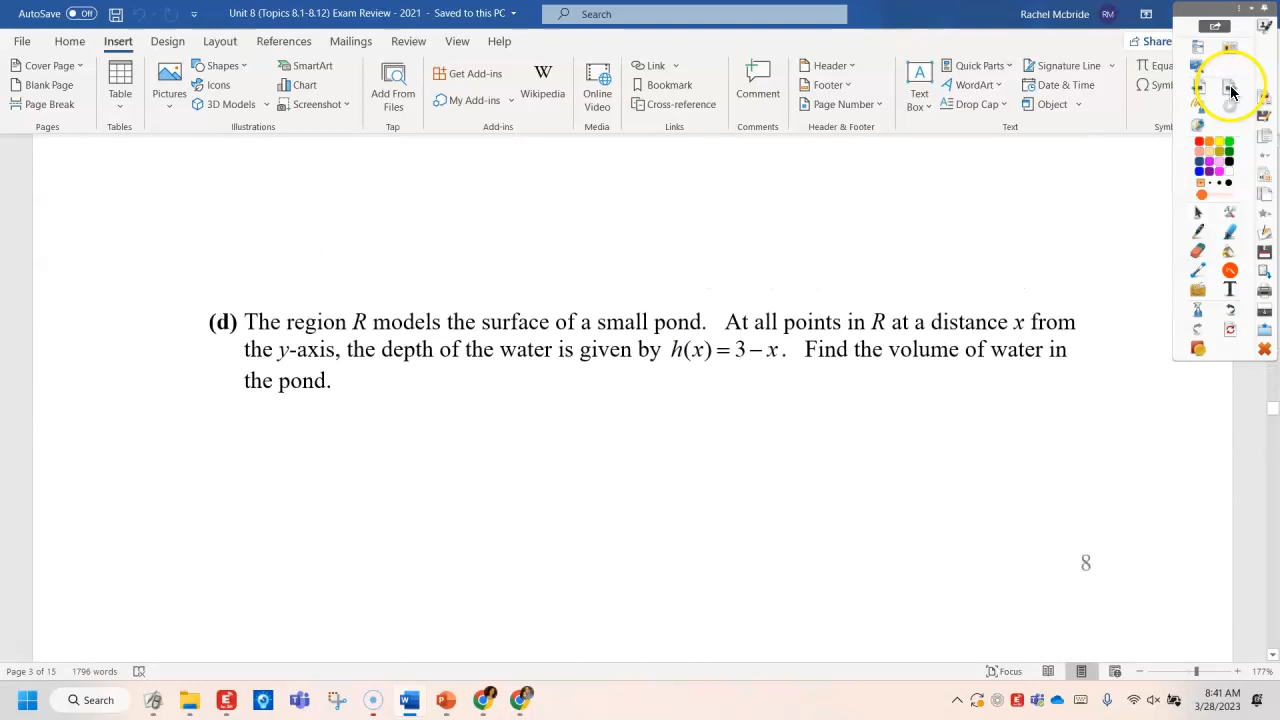 AutoSave Off Unit 8 (Topics 8.1-8.12) Exam Review - 2021 - Saved to this PC Search Rachel Mcbride RM
File Home Insert Design Layout References Mailings Review View Help Share
Cover Page Shapes SmartArt Get Add-ins Link Header Quick Parts Signature Line Equa
Blank Page Table Pictures Icons Chart Add From Files My Add-ins Wikipedia Online Video Bookmark Comment Footer Text Box WordArt Date & Time Ω Symb
Page Break 3D Models Screenshot Cross-reference Page Number Drop Cap Object
Pages Tables Illustrations Tap Add-ins Media Links Comments Header & Footer Text Symb
(d) The region R models the surface of a small pond. At all points in R at a distance x from
the y-axis, the depth of the water is given by h(x) = 3 − x. Find the volume of water in
the pond.
8
Page 3 of 15 1796 words Focus 177%
Search 8:41 AM
3/28/2023